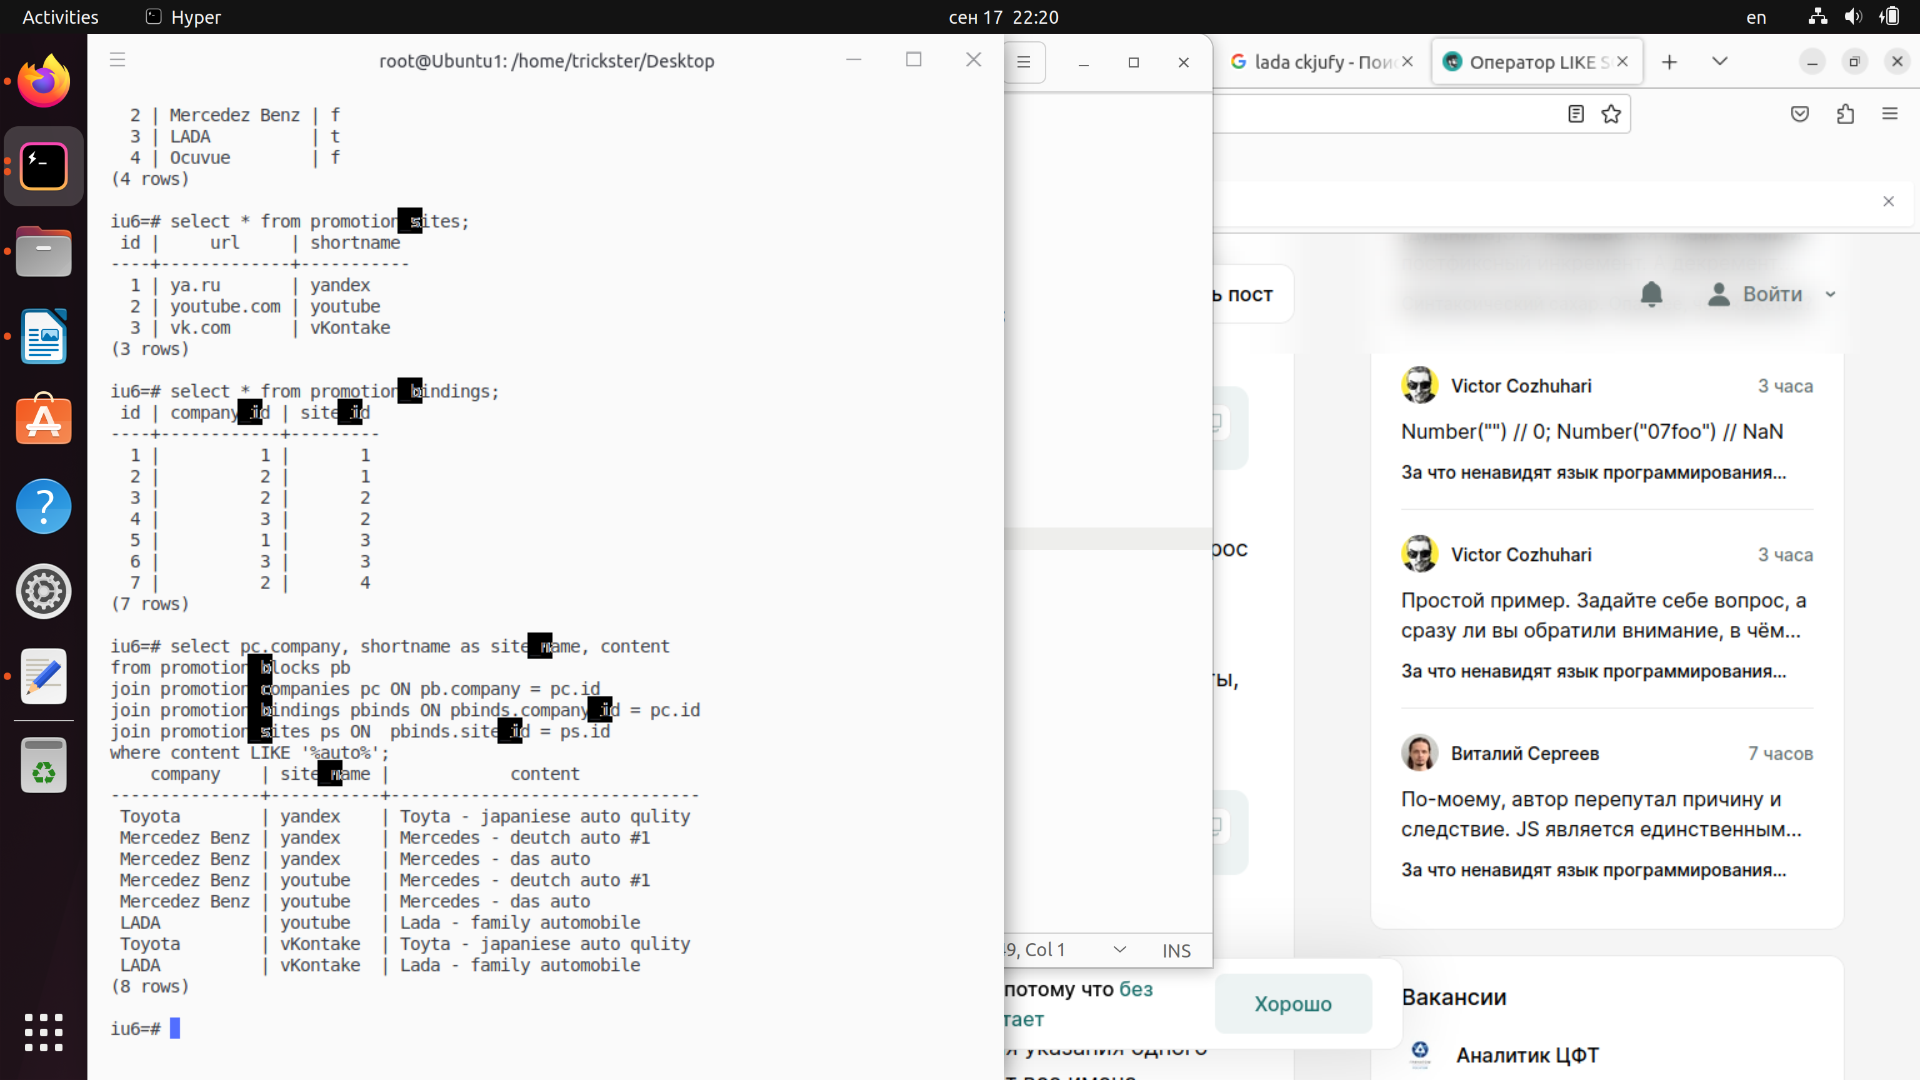 Activities
Hyper
сен 17 22:20
en
root@Ubuntu1: /home/trickster/Desktop
2 | Mercedez Benz | f
3 | LADA | t
4 | Ocuvue | f
(4 rows)
iu6=# select * from promotion_sites;
id | url | shortname
----+-------------+-----------
1 | ya.ru | yandex
2 | youtube.com | youtube
3 | vk.com | vKontake
(3 rows)
iu6=# select * from promotion_bindings;
id | company_id | site_id
----+------------+---------
1 | 1 | 1
2 | 2 | 1
3 | 2 | 2
4 | 3 | 2
5 | 1 | 3
6 | 3 | 3
7 | 2 | 4
(7 rows)
iu6=# select pc.company, shortname as site_name, content
from promotion_blocks pb
join promotion_companies pc ON pb.company = pc.id
join promotion_bindings pbinds ON pbinds.company_id = pc.id
join promotion_sites ps ON  pbinds.site_id = ps.id
where content LIKE '%auto%';
company | site_name | content
---------------+-----------+-------------------------------
Toyota | yandex | Toyta - japaniese auto qulity
Mercedez Benz | yandex | Mercedes - deutch auto #1
Mercedez Benz | yandex | Mercedes - das auto
Mercedez Benz | youtube | Mercedes - deutch auto #1
Mercedez Benz | youtube | Mercedes - das auto
LADA | youtube | Lada - family automobile
Toyota | vKontake | Toyta - japaniese auto qulity
LADA | vKontake | Lada - family automobile
(8 rows)
iu6=#
9, Col 1
INS
lada ckjufy - Пои
Оператор LIKE S
ь пост
Войти
рос
ты,
Victor Cozhuhari
3 часа
Number("") // 0; Number("07foo") // NaN
За что ненавидят язык программирования...
Victor Cozhuhari
3 часа
Простой пример. Задайте себе вопрос, а
сразу ли вы обратили внимание, в чём...
За что ненавидят язык программирования...
Виталий Сергеев
7 часов
По-моему, автор перепутал причину и
следствие. JS является единственным...
За что ненавидят язык программирования...
потому что без
тает
Хорошо
я указания одного
Вакансии
Аналитик ЦФТ